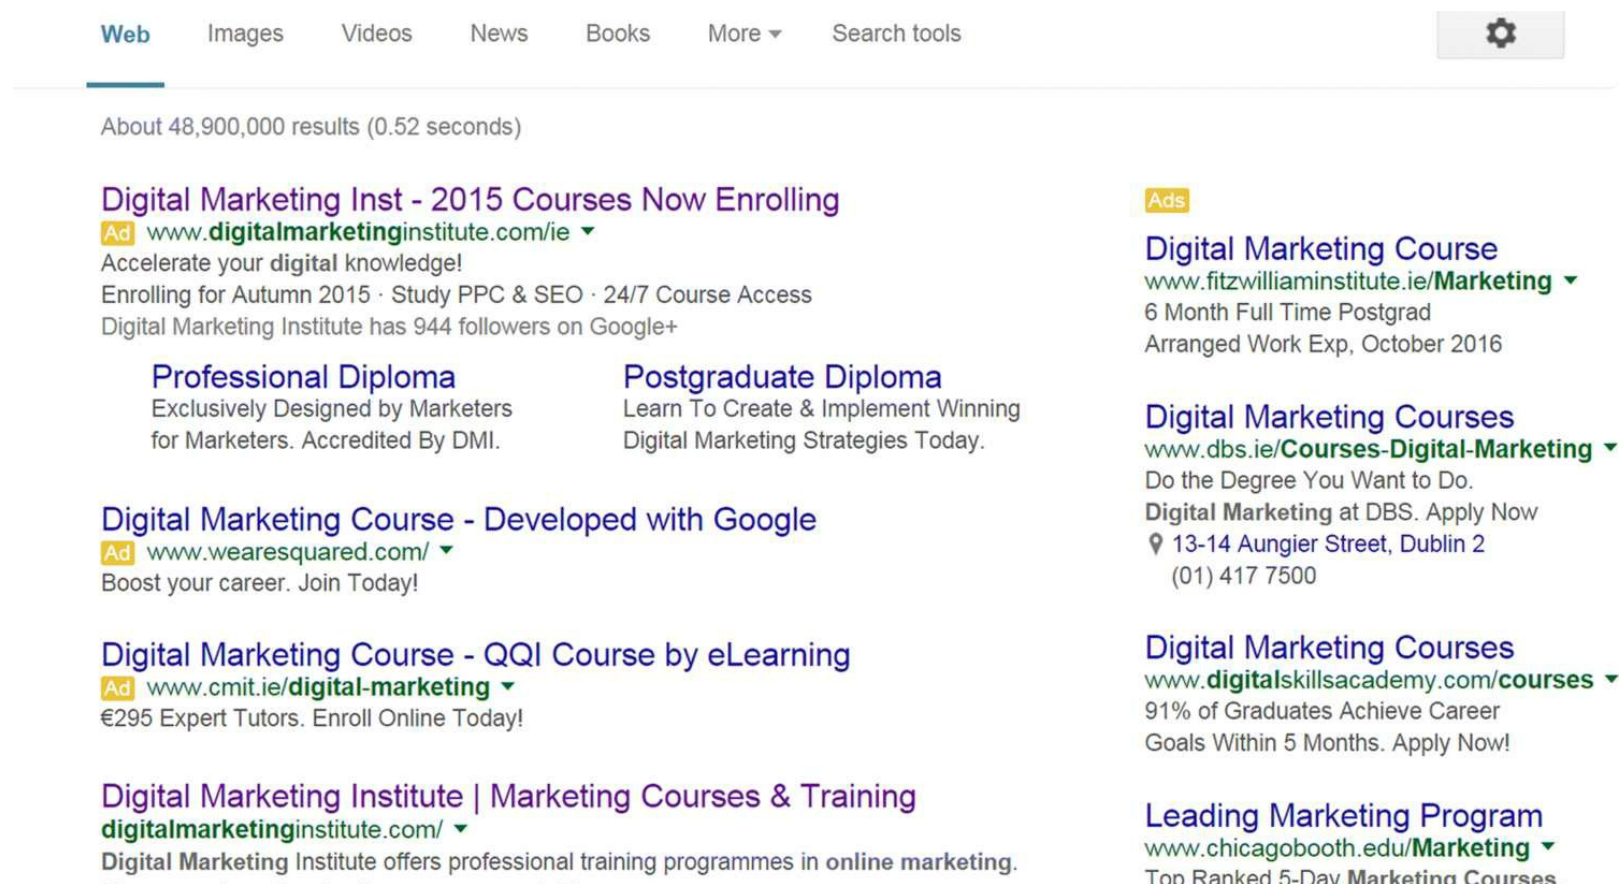 Web Images Videos News Books More Search tools
About 48,900,000 results (0.52 seconds)
Digital Marketing Inst - 2015 Courses Now Enrolling
Ad www.digitalmarketinginstitute.com/ie
Accelerate your digital knowledge!
Enrolling for Autumn 2015 · Study PPC & SEO · 24/7 Course Access
Digital Marketing Institute has 944 followers on Google+
Professional Diploma
Exclusively Designed by Marketers
for Marketers. Accredited By DMI.
Postgraduate Diploma
Learn To Create & Implement Winning
Digital Marketing Strategies Today.
Digital Marketing Course - Developed with Google
Ad www.wearesquared.com/
Boost your career. Join Today!
Digital Marketing Course - QQI Course by eLearning
Ad www.cmit.ie/digital-marketing
€295 Expert Tutors. Enroll Online Today!
Digital Marketing Institute | Marketing Courses & Training
digitalmarketinginstitute.com/
Digital Marketing Institute offers professional training programmes in online marketing.
Ads
Digital Marketing Course
www.fitzwilliaminstitute.ie/Marketing
6 Month Full Time Postgrad
Arranged Work Exp, October 2016
Digital Marketing Courses
www.dbs.ie/Courses-Digital-Marketing
Do the Degree You Want to Do.
Digital Marketing at DBS. Apply Now
13-14 Aungier Street, Dublin 2
(01) 417 7500
Digital Marketing Courses
www.digitalskillsacademy.com/courses
91% of Graduates Achieve Career
Goals Within 5 Months. Apply Now!
Leading Marketing Program
www.chicagobooth.edu/Marketing
Top Ranked 5-Day Marketing Courses